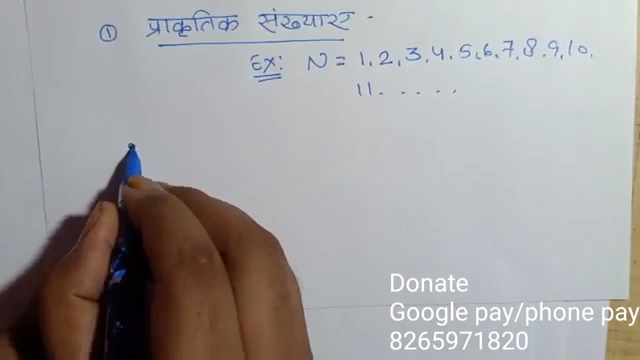 ① प्राकृतिक संख्याएं -
Ex: N = 1, 2, 3, 4, 5, 6, 7, 8, 9, 10,
11 . . . . .
Donate
Google pay/phone pay
8265971820